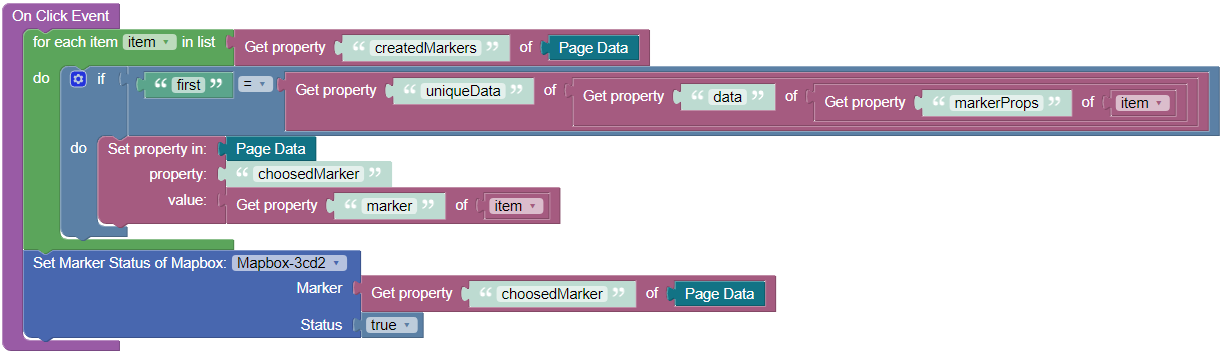 On Click Event
for each item item in list Get property “ createdMarkers ” of Page Data
do if “ first ” = Get property “ uniqueData ” of Get property “ data ” of Get property “ markerProps ” of item
do Set property in: Page Data
property: “ choosedMarker ”
value: Get property “ marker ” of item
Set Marker Status of Mapbox: Mapbox-3cd2
Marker Get property “ choosedMarker ” of Page Data
Status true